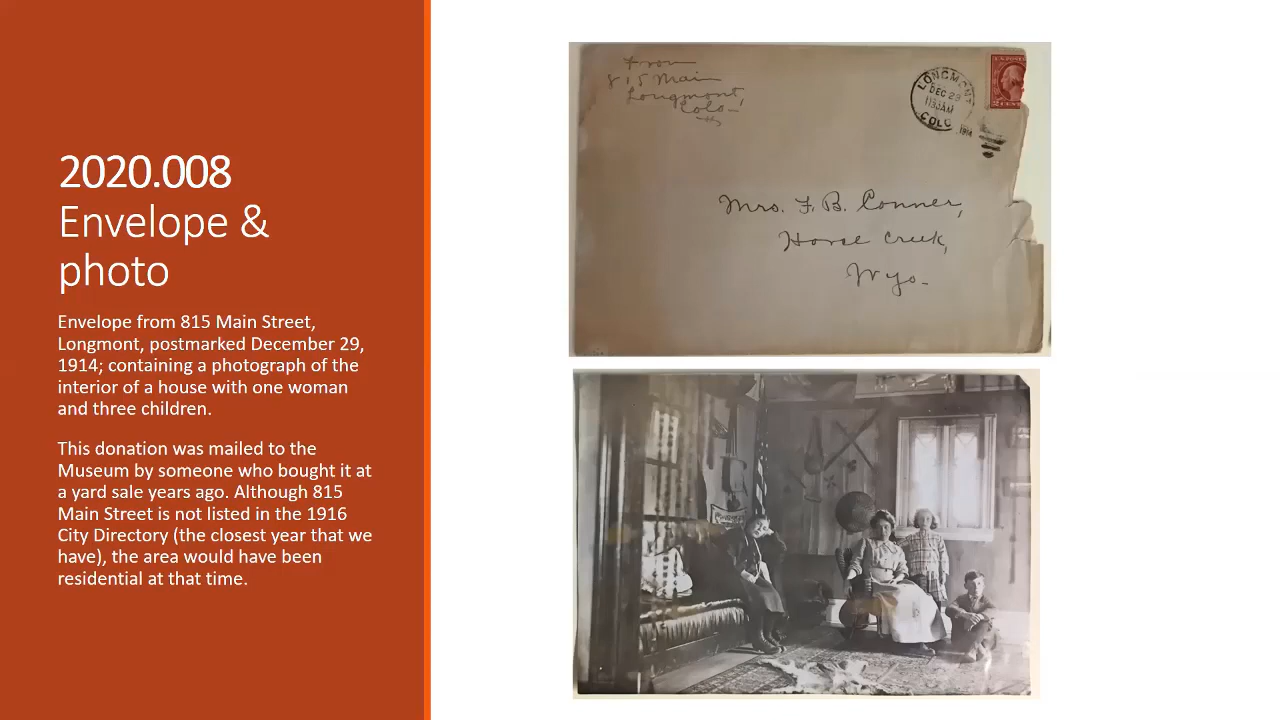 2020.008
Envelope &
photo
Envelope from 815 Main Street,
Longmont, postmarked December 29,
1914; containing a photograph of the
interior of a house with one woman
and three children.
This donation was mailed to the
Museum by someone who bought it at
a yard sale years ago. Although 815
Main Street is not listed in the 1916
City Directory (the closest year that we
have), the area would have been
residential at that time.
From
815 Main
Longmont,
Colo-
LONGMONT
DEC 29
1130AM
COLO.
1914
2 CENTS
Mrs. F. B. Conner,
Horse Creek,
Wyo.